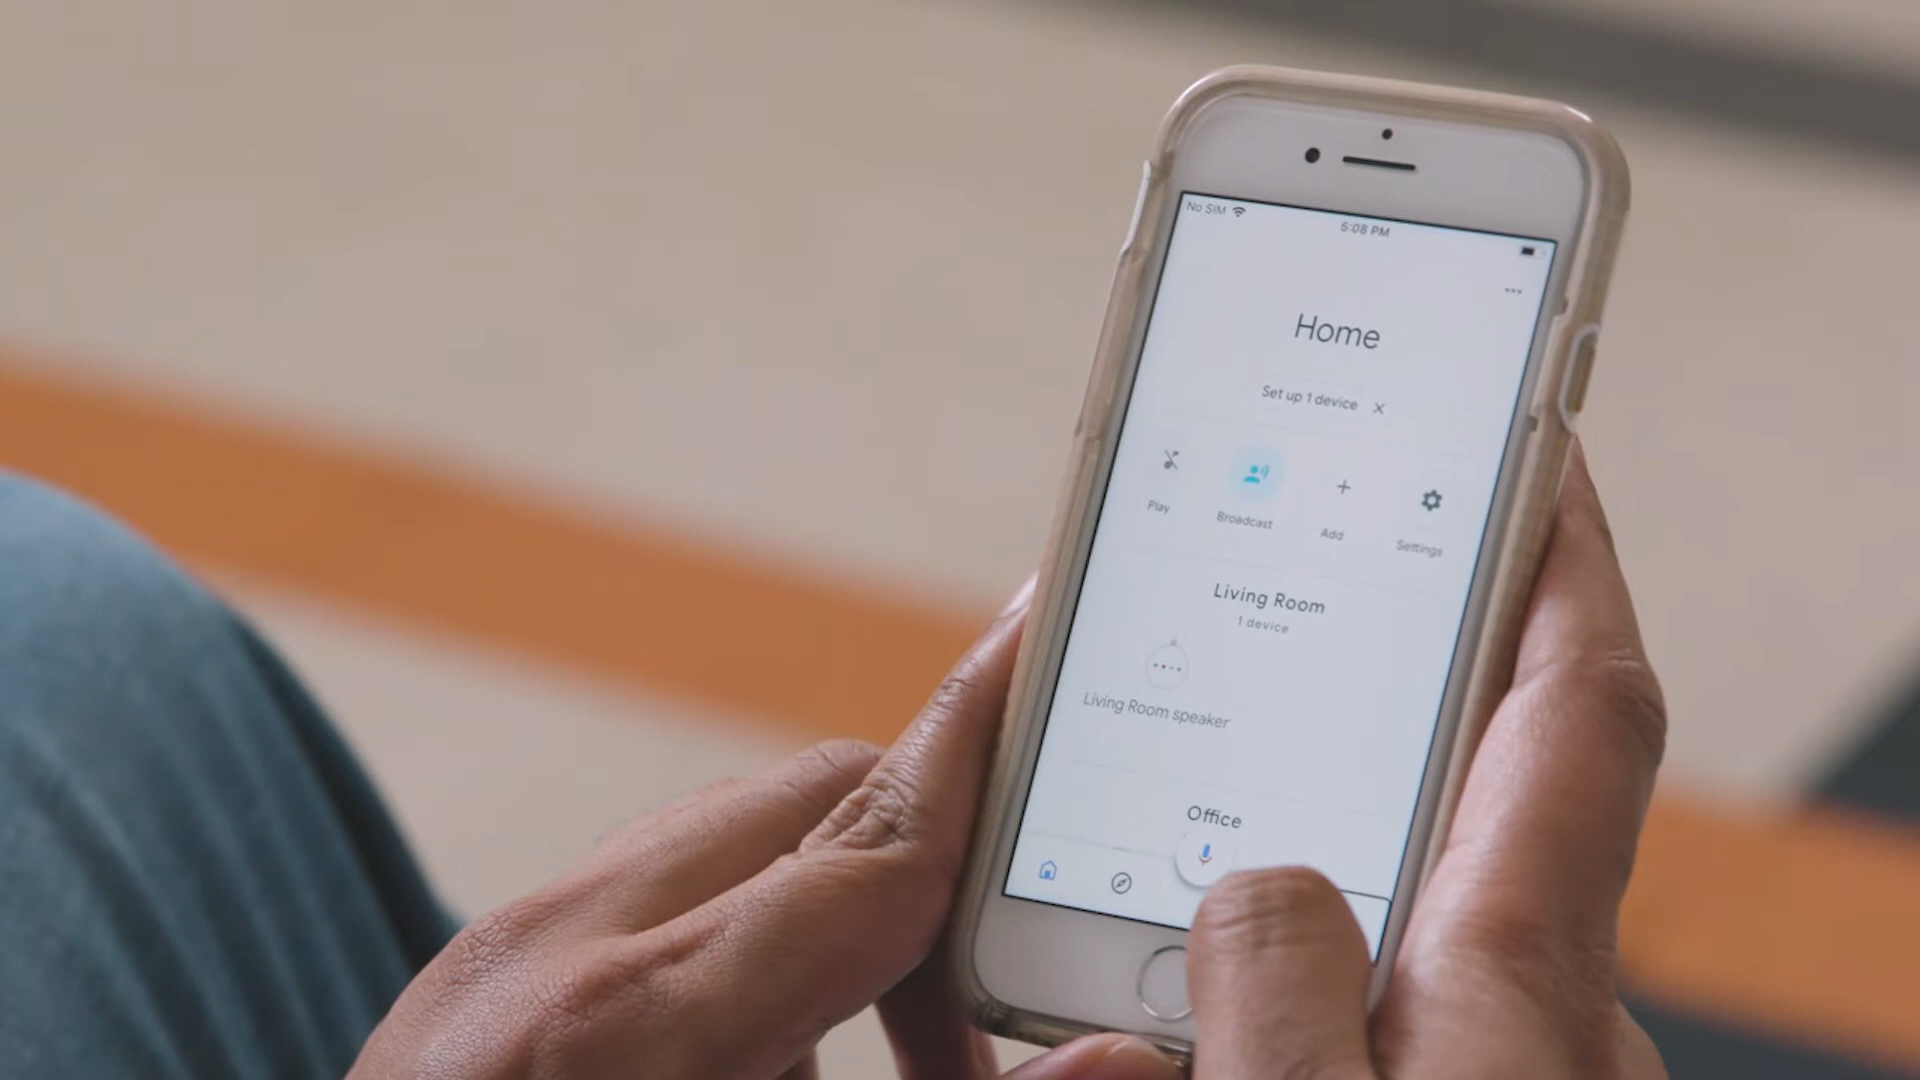 No SIM
5:08 PM
Home
Set up 1 device
Play
Broadcast
Add
Settings
Living Room
1 device
Living Room speaker
Office